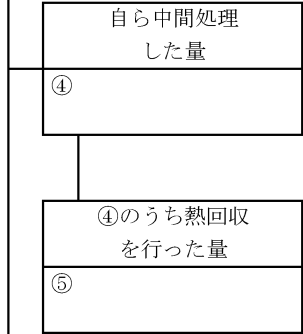 自ら中間処理
した量
④
④のうち熱回収
を行った量
⑤